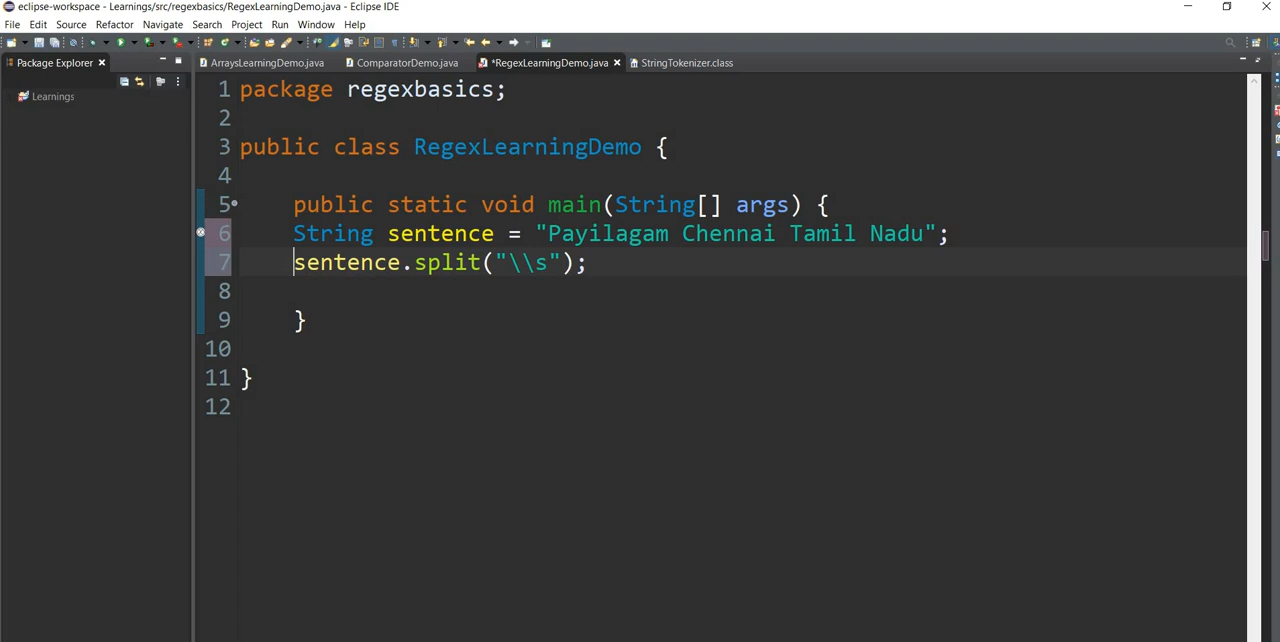 eclipse-workspace - Learnings/src/regexbasics/RegexLearningDemo.java - Eclipse IDE
File Edit Source Refactor Navigate Search Project Run Window Help
Package Explorer
ArraysLearningDemo.java ComparatorDemo.java *RegexLearningDemo.java StringTokenizer.class
Learnings
1 package regexbasics;
2
3 public class RegexLearningDemo {
4
5 public static void main(String[] args) {
6 String sentence = "Payilagam Chennai Tamil Nadu";
7 sentence.split("\\s");
8
9 }
10
11 }
12